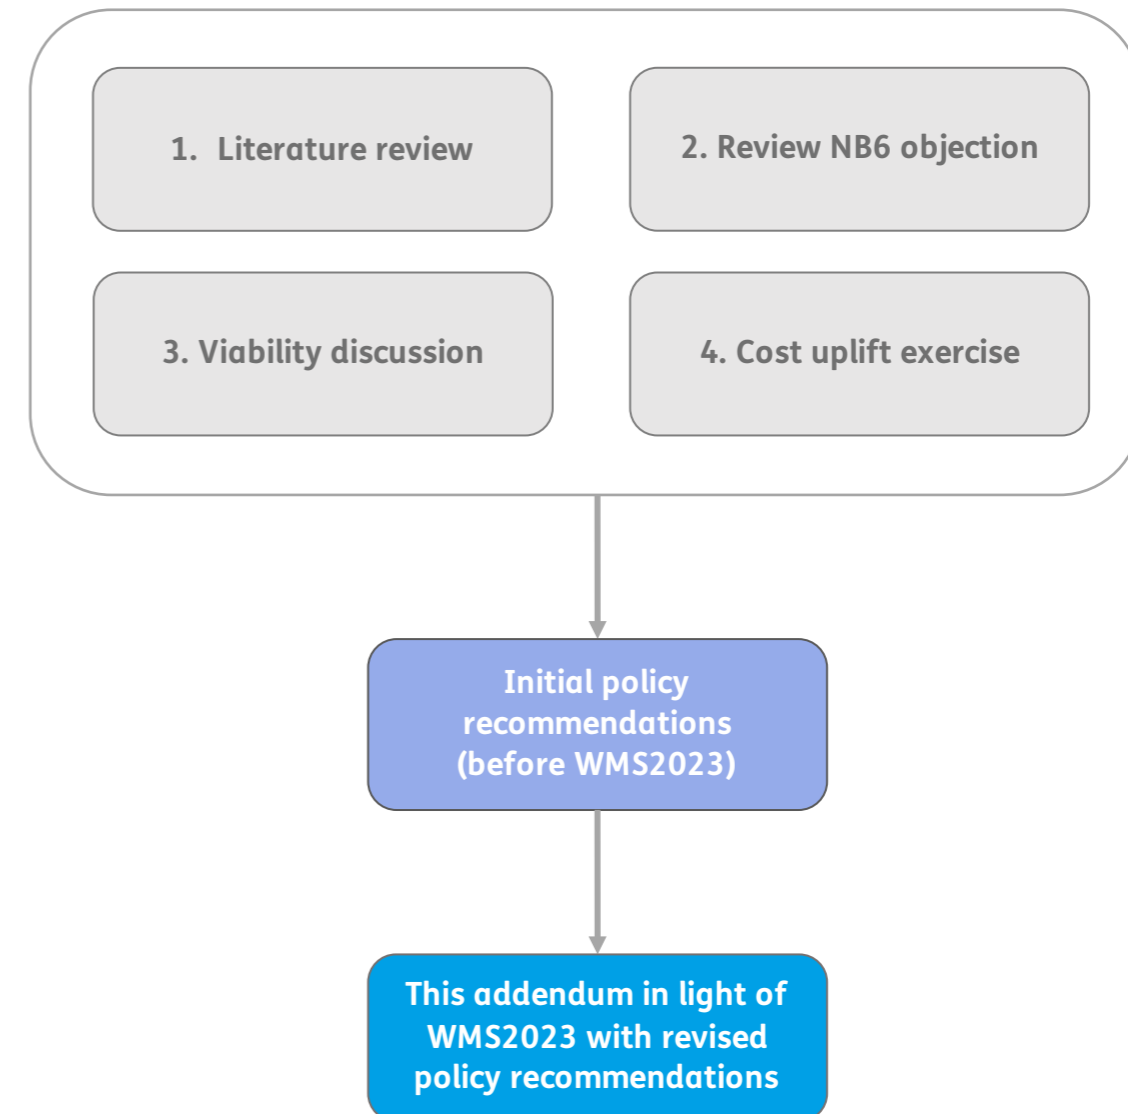 1. Literature review
2. Review NB6 objection
3. Viability discussion
4. Cost uplift exercise
Initial policy
recommendations
(before WMS2023)
This addendum in light of
WMS2023 with revised
policy recommendations